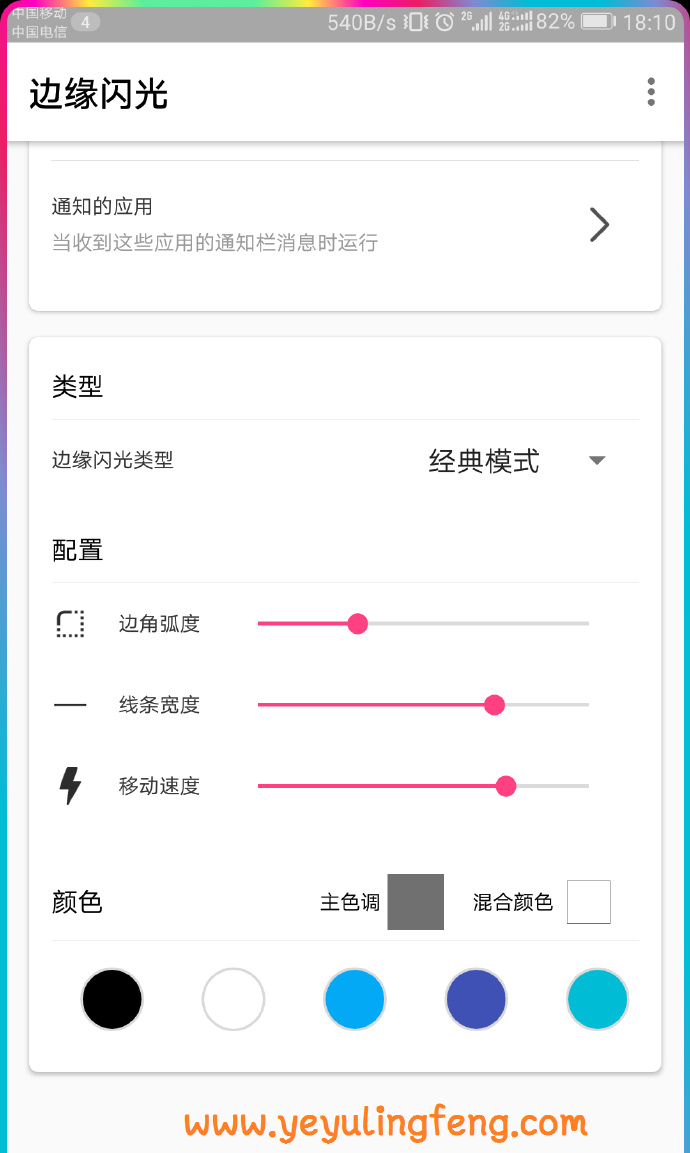 中国移动
中国电信 4 540B/s 2G 4G 2G 82% 18:10
边缘闪光
通知的应用
当收到这些应用的通知栏消息时运行
类型
边缘闪光类型 经典模式
配置
边角弧度
线条宽度
移动速度
颜色 主色调 混合颜色
www.yeyulingfeng.com